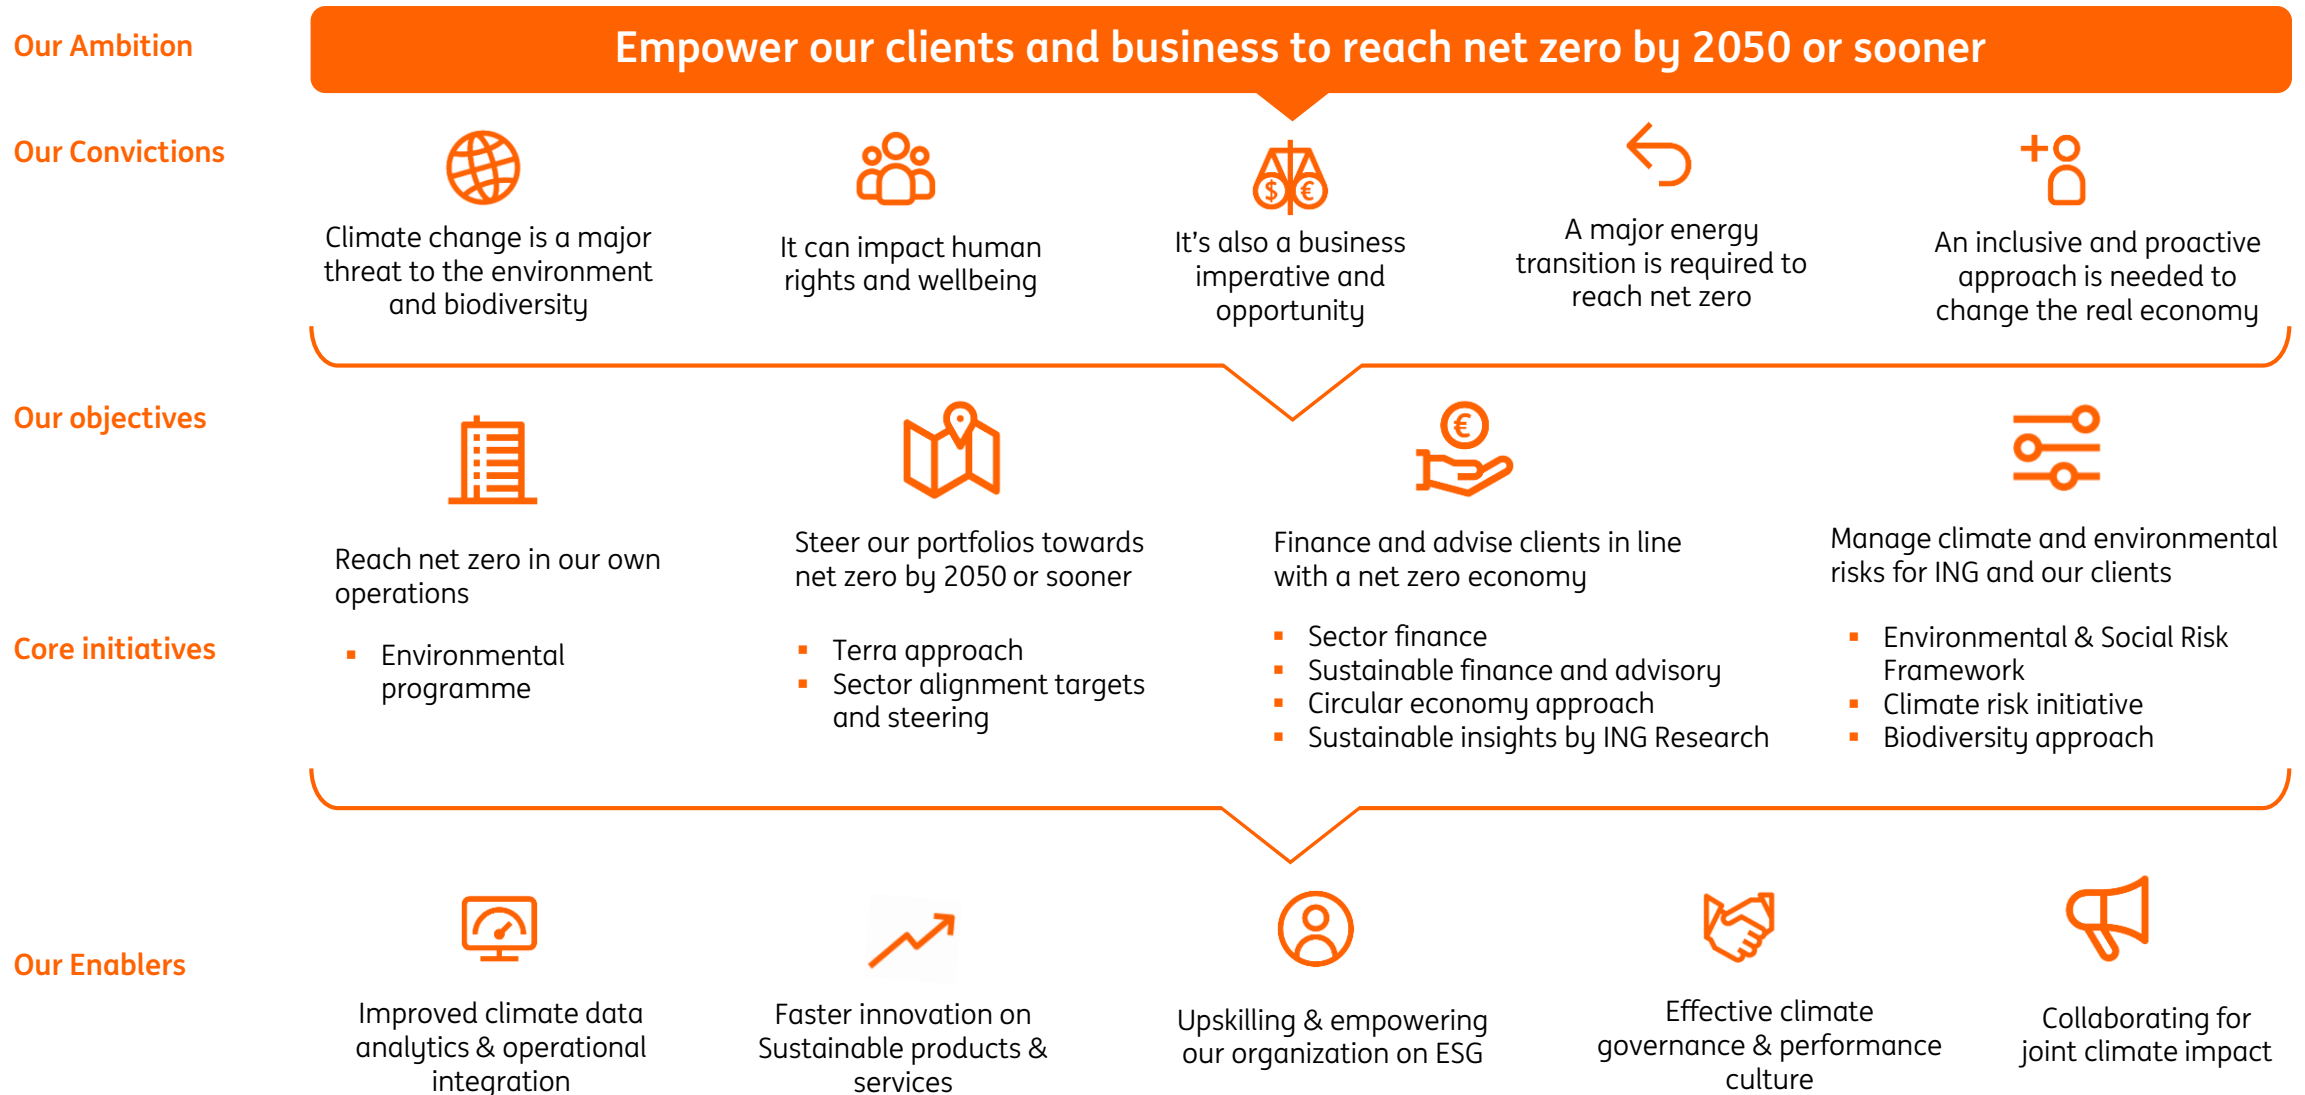 Our Ambition
Empower our clients and business to reach net zero by 2050 or sooner
Our Convictions
$ €
Climate change is a major
threat to the environment
and biodiversity
It can impact human
rights and wellbeing
It's also a business
imperative and
opportunity
A major energy
transition is required to
reach net zero
An inclusive and proactive
approach is needed to
change the real economy
Our objectives
€
Reach net zero in our own
operations
Steer our portfolios towards
net zero by 2050 or sooner
Finance and advise clients in line
with a net zero economy
Manage climate and environmental
risks for ING and our clients
Core initiatives
▪ Environmental
programme
▪ Terra approach
▪ Sector alignment targets
and steering
▪ Sector finance
▪ Sustainable finance and advisory
▪ Circular economy approach
▪ Sustainable insights by ING Research
▪ Environmental & Social Risk
Framework
▪ Climate risk initiative
▪ Biodiversity approach
Our Enablers
Improved climate data
analytics & operational
integration
Faster innovation on
Sustainable products &
services
Upskilling & empowering
our organization on ESG
Effective climate
governance & performance
culture
Collaborating for
joint climate impact